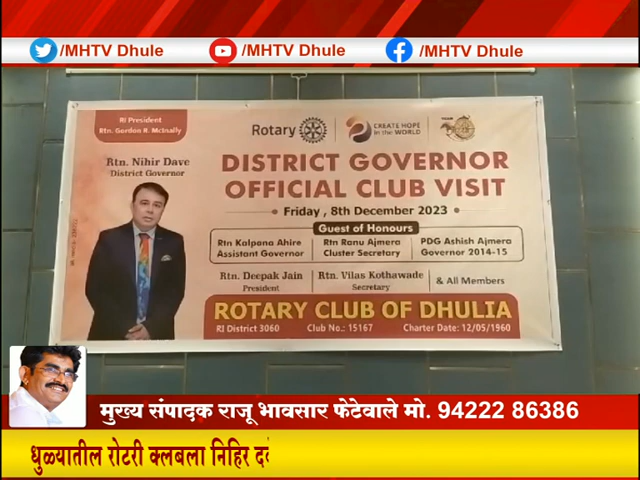 /MHTV Dhule /MHTV Dhule /MHTV Dhule
RI President
Rtn. Gordon R. McInally
Rotary
CREATE HOPE
in the WORLD
Rtn. Nihir Dave
District Governor
DISTRICT GOVERNOR
OFFICIAL CLUB VISIT
Friday , 8th December 2023
Guest of Honours
Rtn Kalpana Ahire
Assistant Governor
Rtn Ranu Ajmera
Cluster Secretary
PDG Ashish Ajmera
Governor 2014-15
Rtn. Deepak Jain
President
Rtn. Vilas Kothawade
Secretary
& All Members
ROTARY CLUB OF DHULIA
RI District 3060 Club No.: 15167 Charter Date: 12/05/1960
मुख्य संपादक राजू भावसार फेटेवाले मो. 94222 86386
धुळ्यातील रोटरी क्लबला निहिर